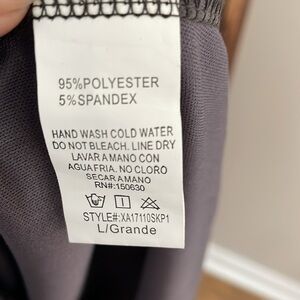 95%POLYESTER
5%SPANDEX
HAND WASH COLD WATER
DO NOT BLEACH. LINE DRY
LAVAR A MANO CON
AGUA FRIA. NO CLORO
SECAR A MANO
RN#:150630
STYLE#:XA17110SKP1
L/Grande